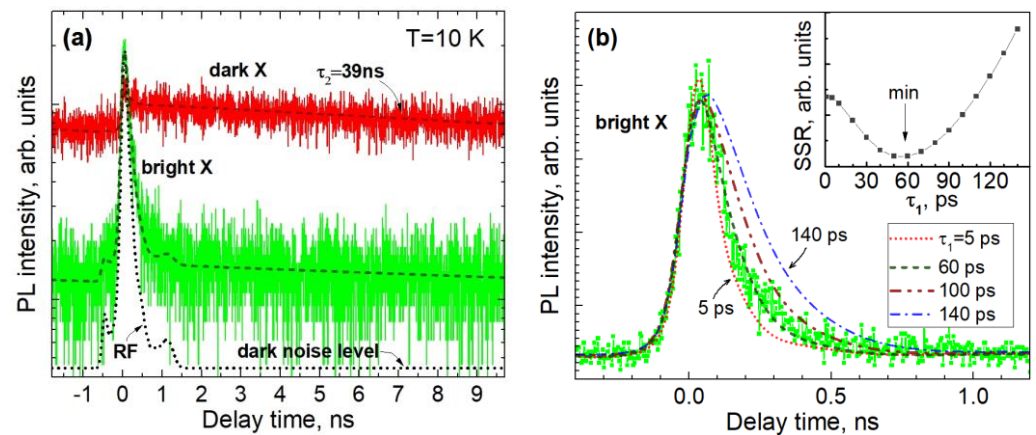 (a)
T=10 K
dark X
τ2=39ns
bright X
RF
dark noise level
PL intensity, arb. units
-1 0 1 2 3 4 5 6 7 8 9
Delay time, ns
(b)
bright X
140 ps
5 ps
PL intensity, arb. units
0.0 0.5 1.0
Delay time, ns
SSR, arb. units
min
0 30 60 90 120
τ1, ps
τ1=5 ps
60 ps
100 ps
140 ps